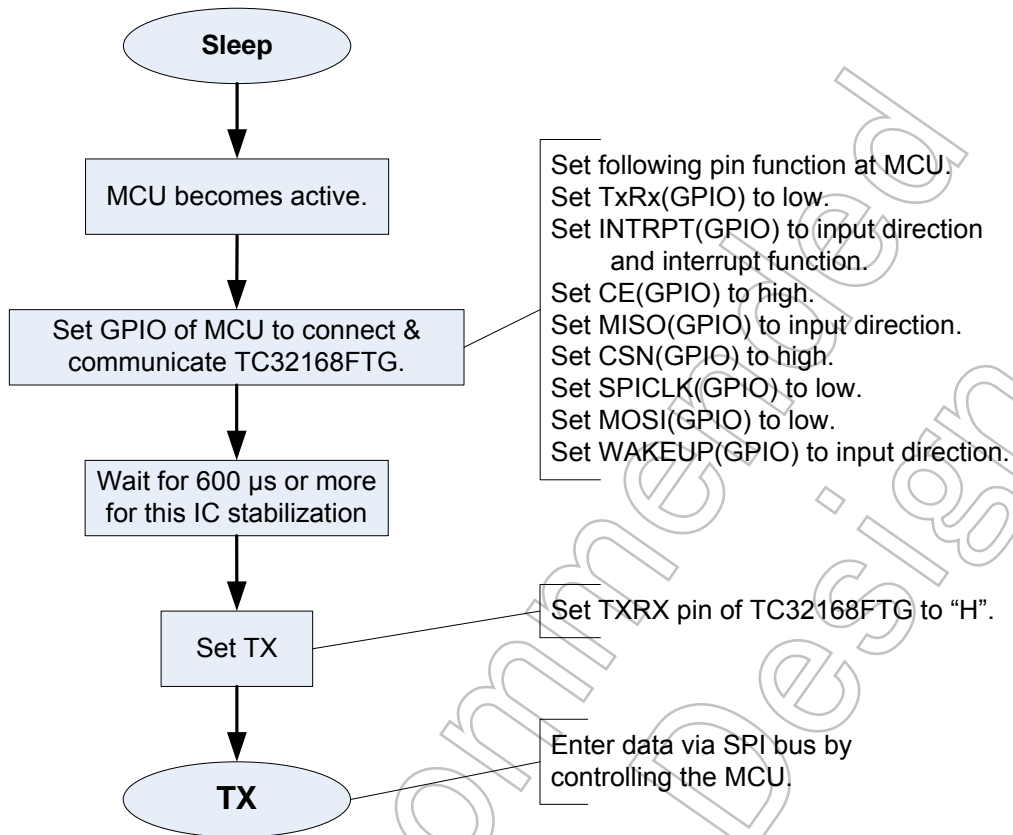 Sleep
MCU becomes active.
Set GPIO of MCU to connect &
communicate TC32168FTG.
Set following pin function at MCU.
Set TxRx(GPIO) to low.
Set INTRPT(GPIO) to input direction
and interrupt function.
Set CE(GPIO) to high.
Set MISO(GPIO) to input direction.
Set CSN(GPIO) to high.
Set SPICLK(GPIO) to low.
Set MOSI(GPIO) to low.
Set WAKEUP(GPIO) to input direction.
Wait for 600 µs or more
for this IC stabilization
Set TX
Set TXRX pin of TC32168FTG to “H”.
TX
Enter data via SPI bus by
controlling the MCU.
ommended
Design